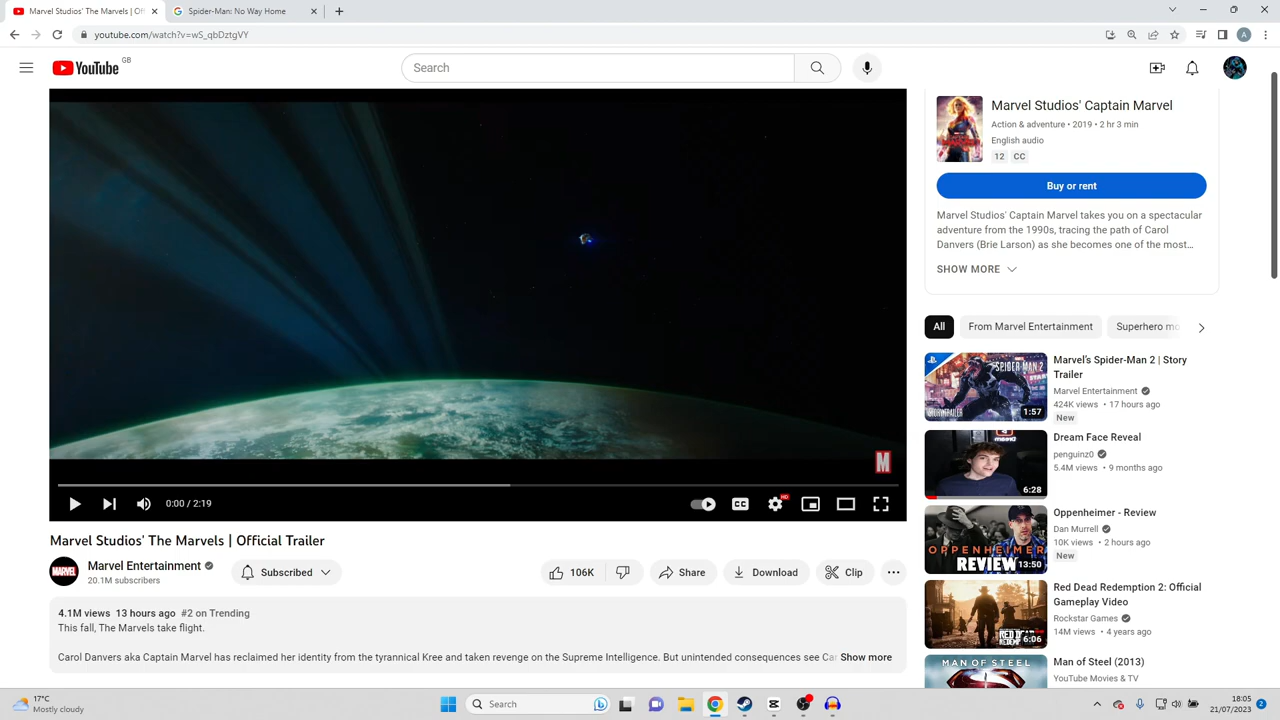 Marvel Studios' The Marvels | Of
Spider-Man: No Way Home
youtube.com/watch?v=wS_qbDztgVY
A
YouTube
GB
Search
Marvel Studios' Captain Marvel
Action & adventure • 2019 • 2 hr 3 min
English audio
12 CC
Buy or rent
Marvel Studios' Captain Marvel takes you on a spectacular
adventure from the 1990s, tracing the path of Carol
Danvers (Brie Larson) as she becomes one of the most...
SHOW MORE
All
From Marvel Entertainment
Superhero mo
Marvel's Spider-Man 2 | Story
Trailer
Marvel Entertainment
424K views • 17 hours ago
New
SPIDER-MAN 2
1:57
Dream Face Reveal
penguinz0
5.4M views • 9 months ago
6:28
Oppenheimer - Review
Dan Murrell
10K views • 2 hours ago
New
OPPENHEIMER
REVIEW
13:50
Red Dead Redemption 2: Official
Gameplay Video
Rockstar Games
14M views • 4 years ago
6:06
Man of Steel (2013)
YouTube Movies & TV
MAN OF STEEL
M
0:00 / 2:19
CC
HD
Marvel Studios' The Marvels | Official Trailer
MARVEL
Marvel Entertainment
20.1M subscribers
Subscribed
106K
Share
Download
Clip
4.1M views 13 hours ago #2 on Trending
This fall, The Marvels take flight.
Carol Danvers aka Captain Marvel has reclaimed her identity from the tyrannical Kree and taken revenge on the Supreme Intelligence. But unintended consequences see Car Show more
17°C
Mostly cloudy
Search
18:05
21/07/2023
2